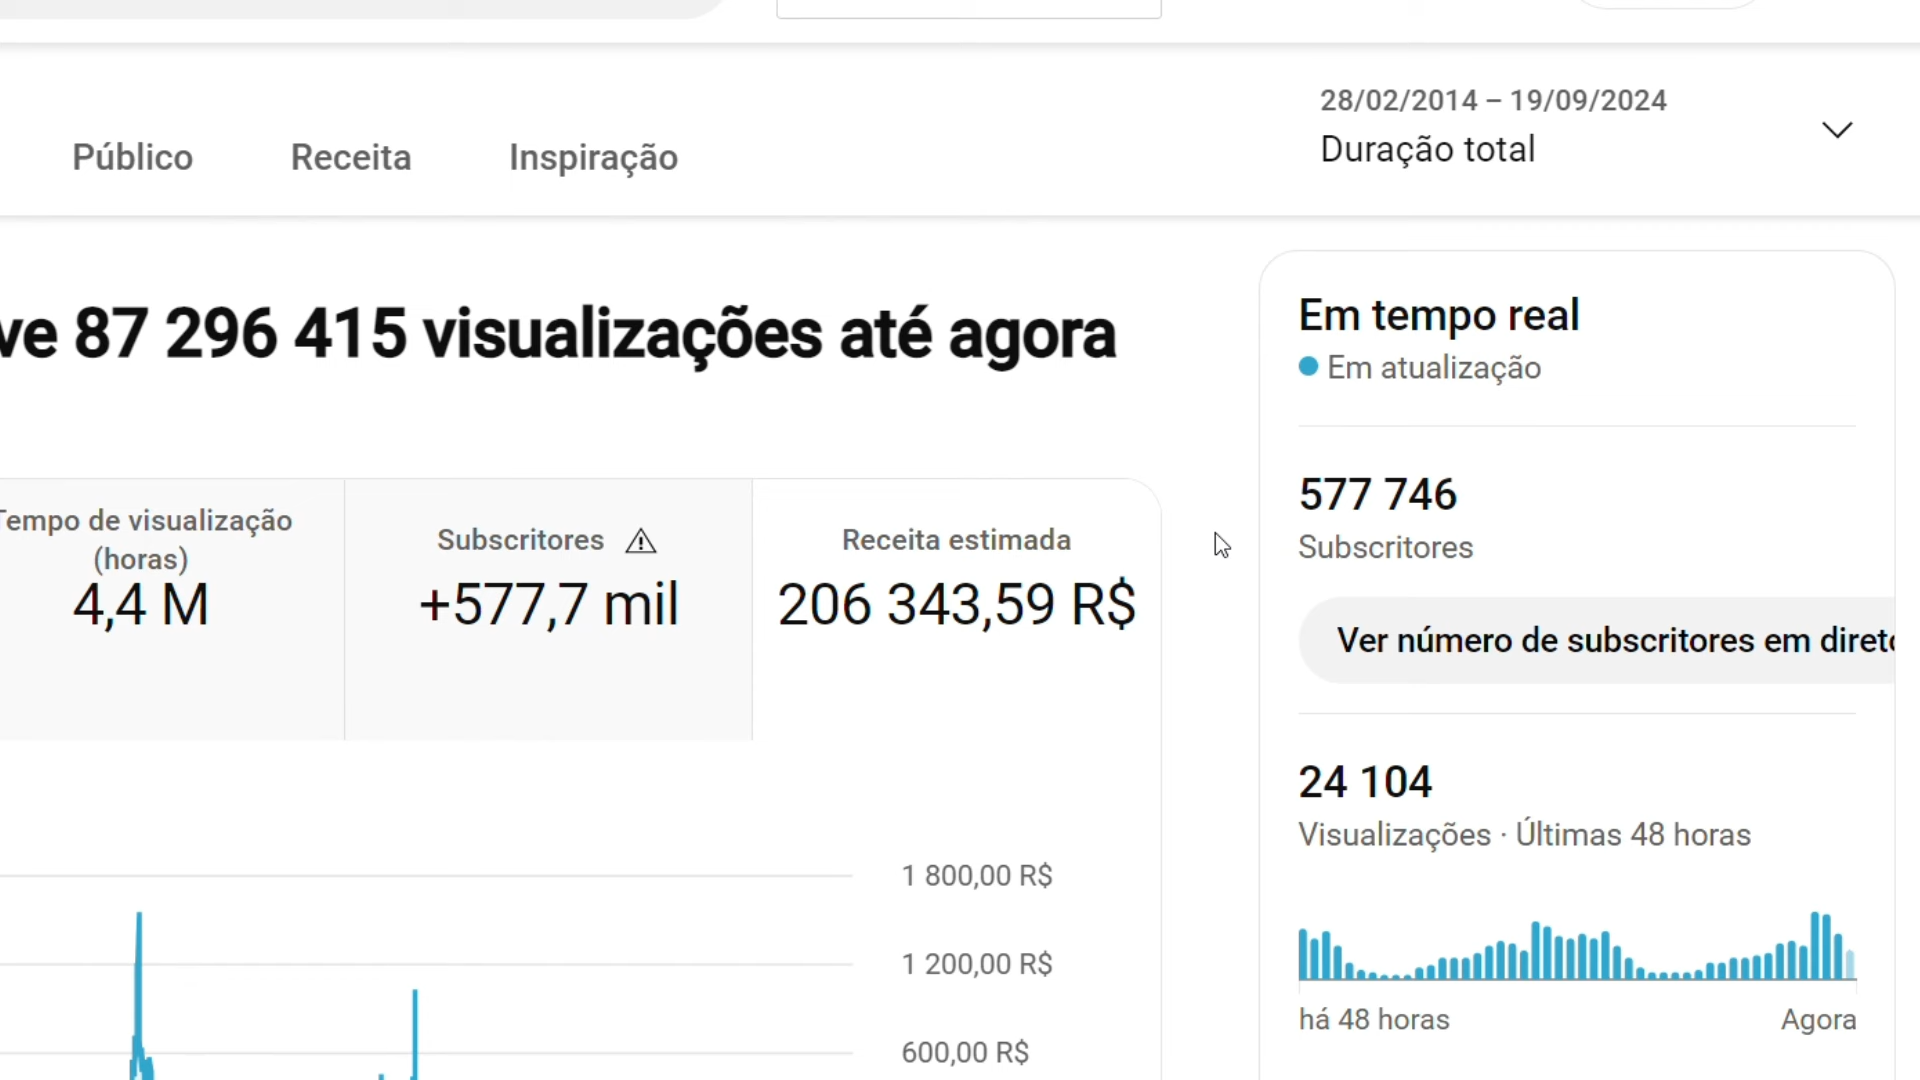 28/02/2014 – 19/09/2024
Público Receita Inspiração Duração total
ve 87 296 415 visualizações até agora
Tempo de visualização
(horas)
4,4 M
Subscritores
+577,7 mil
Receita estimada
206 343,59 R$
1 800,00 R$
1 200,00 R$
600,00 R$
Em tempo real
Em atualização
577 746
Subscritores
Ver número de subscritores em direto
24 104
Visualizações · Últimas 48 horas
há 48 horas Agora